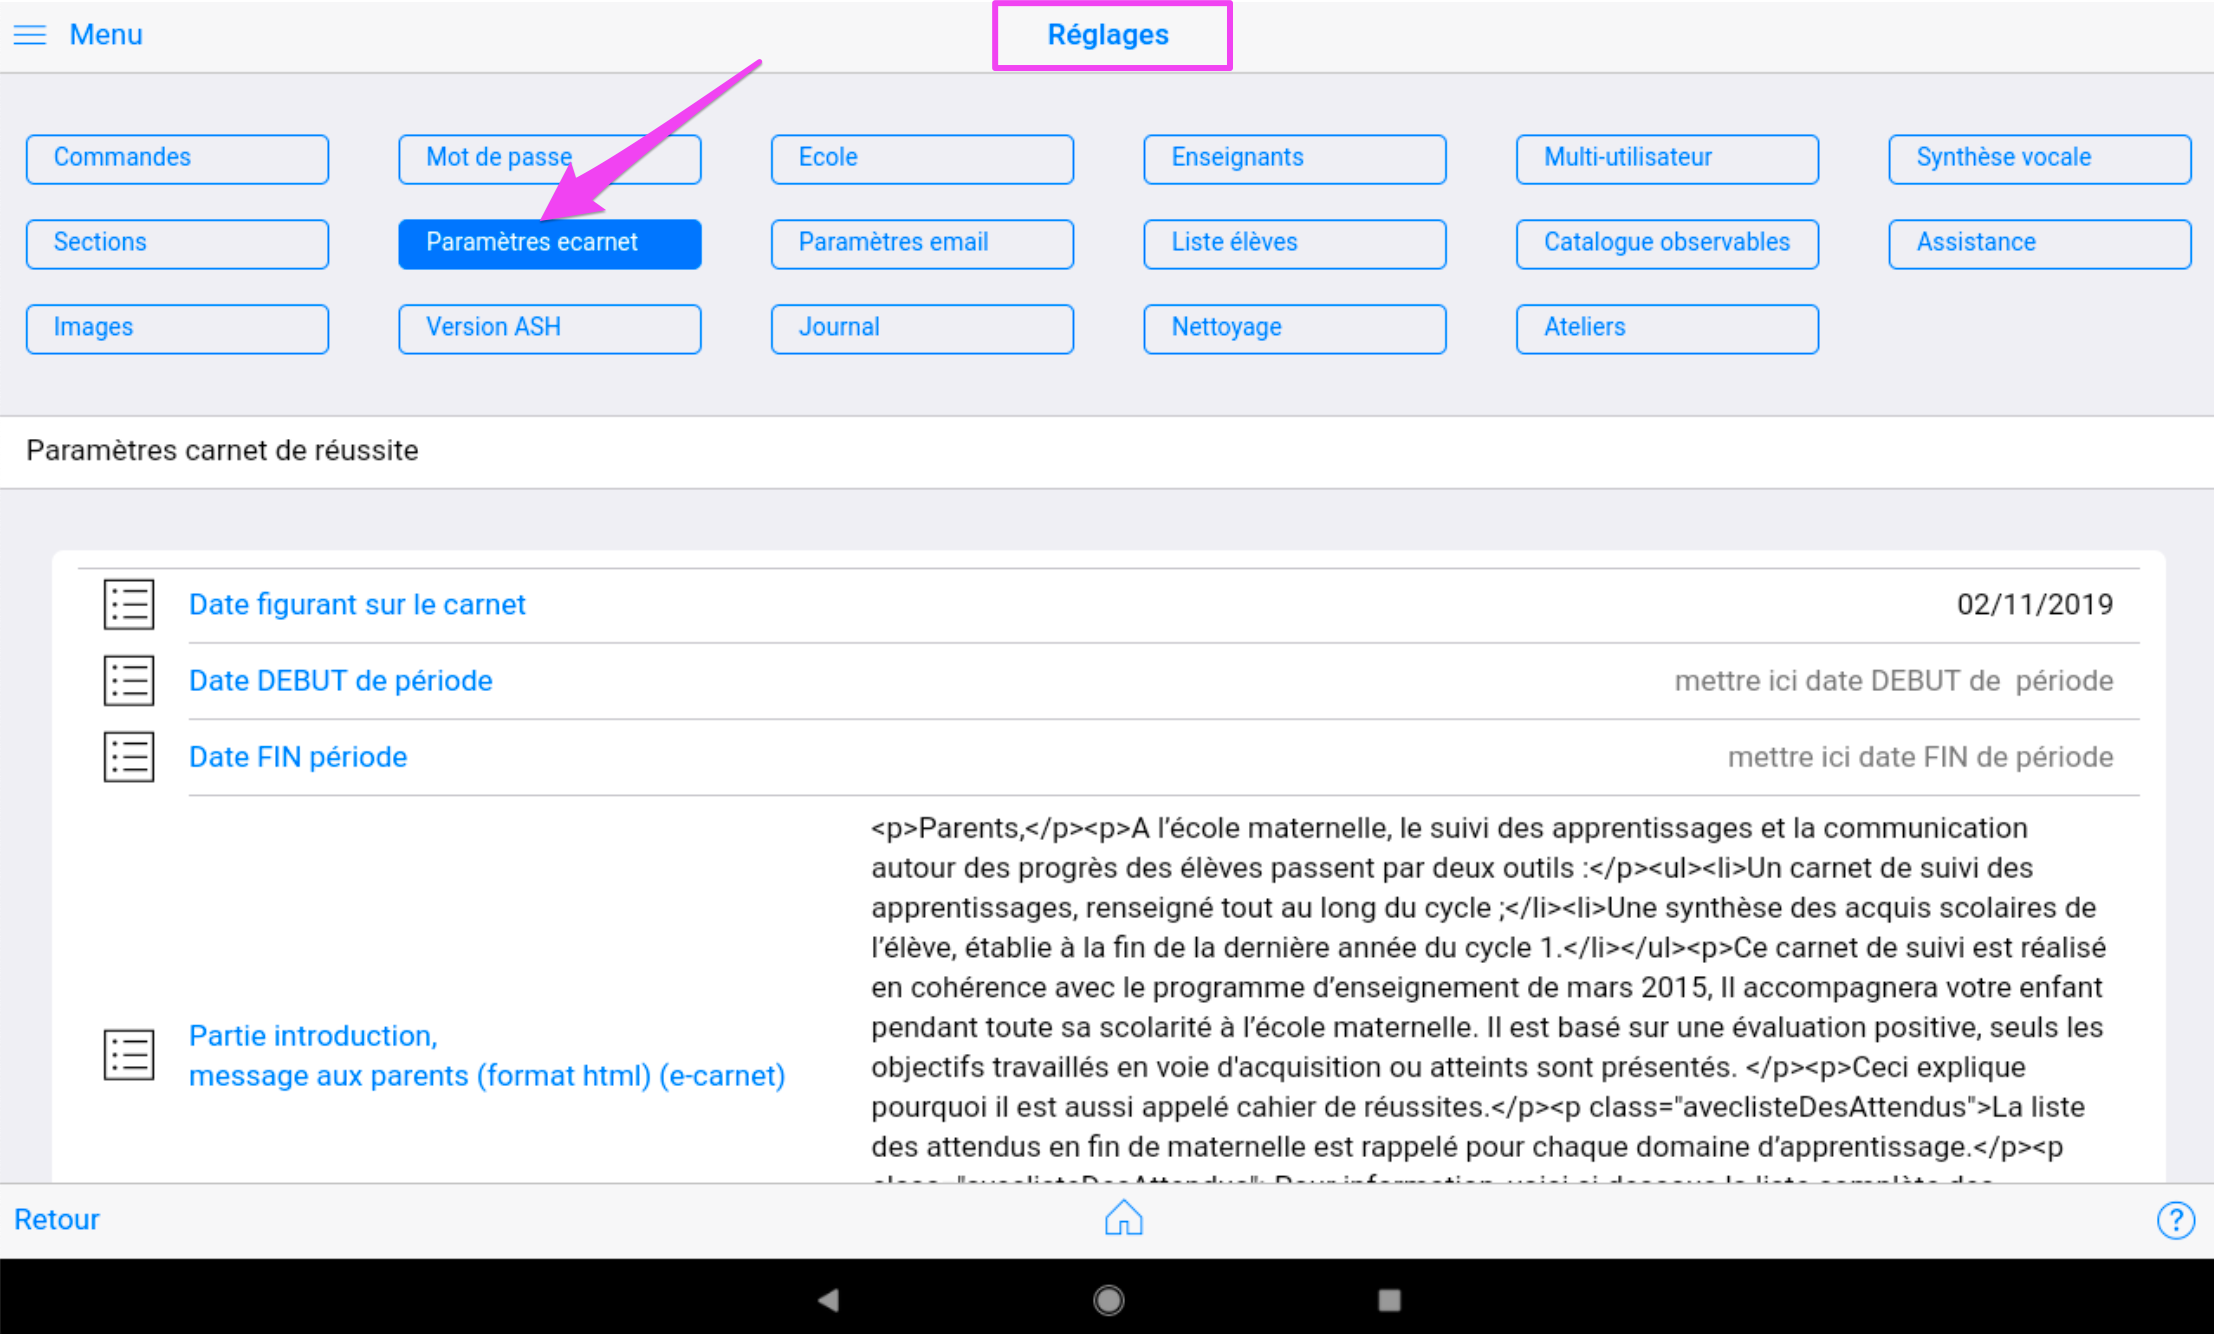 Menu
Réglages
Commandes
Mot de passe
Ecole
Enseignants
Multi-utilisateur
Synthèse vocale
Sections
Paramètres ecarnet
Paramètres email
Liste élèves
Catalogue observables
Assistance
Images
Version ASH
Journal
Nettoyage
Ateliers
Paramètres carnet de réussite
Date figurant sur le carnet
02/11/2019
Date DEBUT de période
mettre ici date DEBUT de  période
Date FIN période
mettre ici date FIN de période
Partie introduction,
message aux parents (format html) (e-carnet)
<p>Parents,</p><p>A l’école maternelle, le suivi des apprentissages et la communication
autour des progrès des élèves passent par deux outils :</p><ul><li>Un carnet de suivi des
apprentissages, renseigné tout au long du cycle ;</li><li>Une synthèse des acquis scolaires de
l’élève, établie à la fin de la dernière année du cycle 1.</li></ul><p>Ce carnet de suivi est réalisé
en cohérence avec le programme d’enseignement de mars 2015, Il accompagnera votre enfant
pendant toute sa scolarité à l’école maternelle. Il est basé sur une évaluation positive, seuls les
objectifs travaillés en voie d'acquisition ou atteints sont présentés. </p><p>Ceci explique
pourquoi il est aussi appelé cahier de réussites.</p><p class="aveclisteDesAttendus">La liste
des attendus en fin de maternelle est rappelé pour chaque domaine d’apprentissage.</p><p
Retour
?